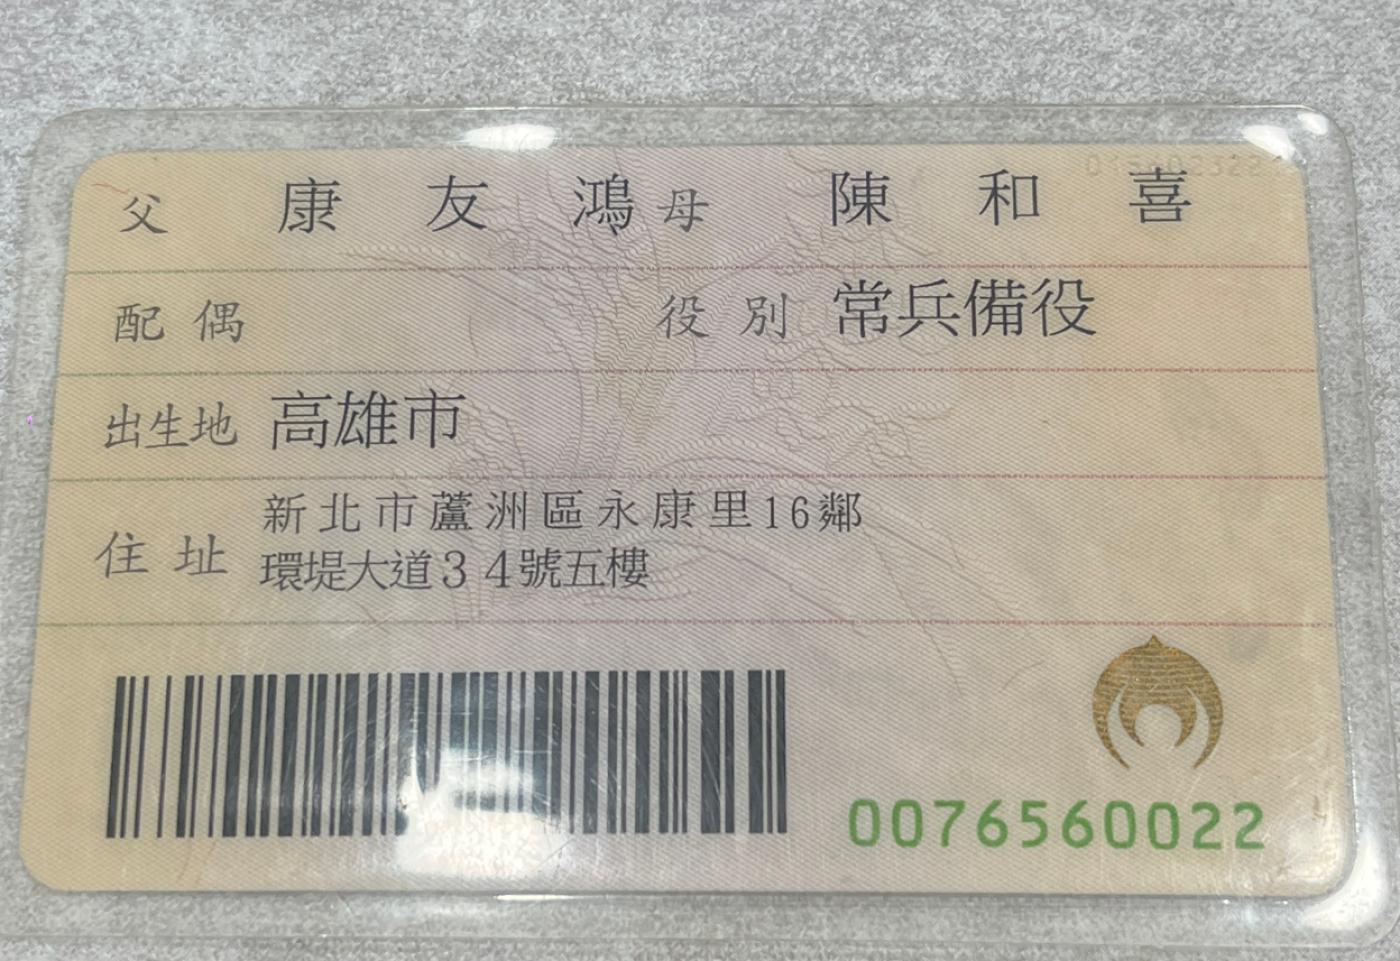 父 康友鴻 母 陳和喜
配偶 役別 常兵備役
出生地 高雄市
住址 新北市蘆洲區永康里16鄰
環堤大道34號五樓
0076560022